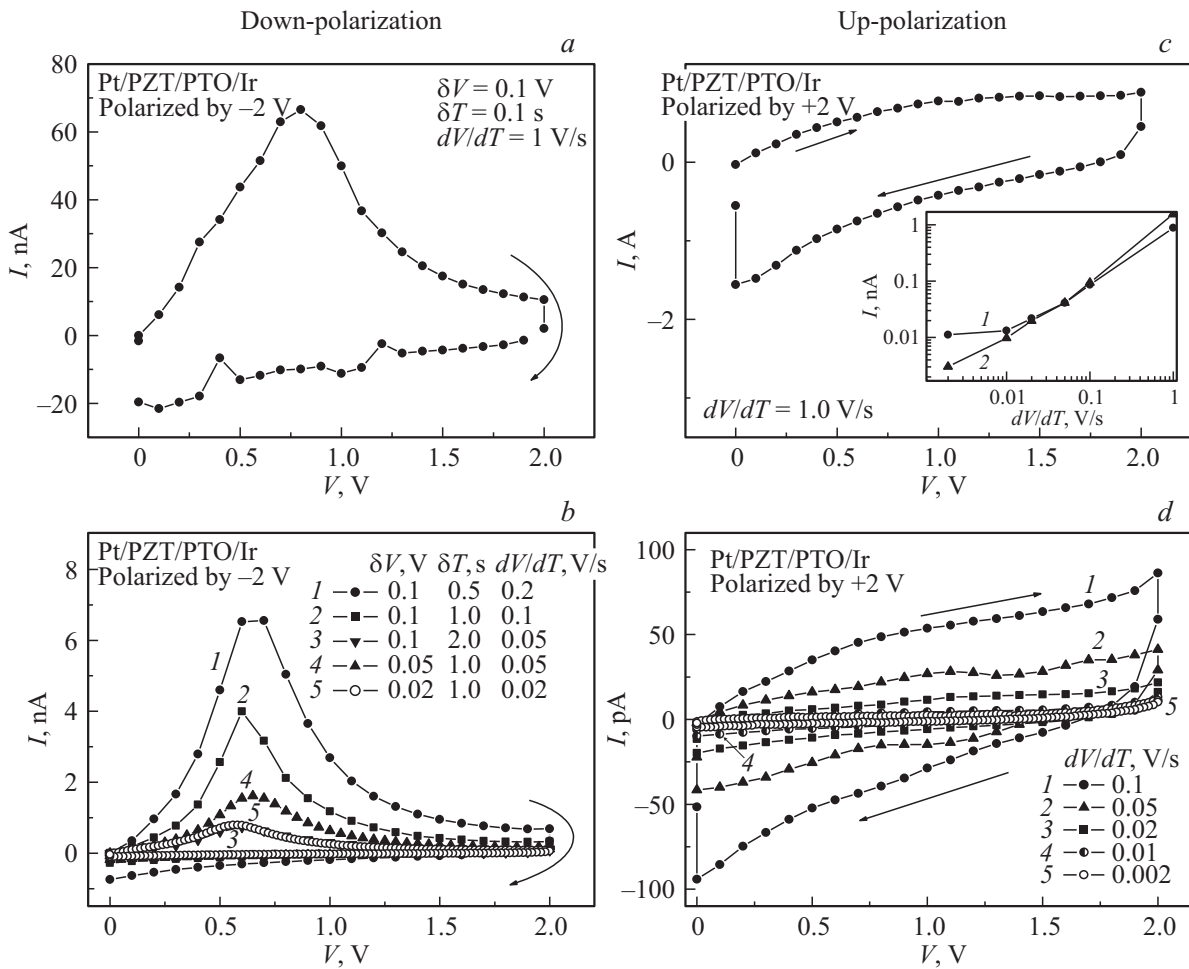 Down-polarization
Up-polarization
a
Pt/PZT/PTO/Ir
Polarized by –2 V
δV = 0.1 V
δT = 0.1 s
dV/dT = 1 V/s
80
60
40
20
0
–20
I, nA
0 0.5 1.0 1.5 2.0
V, V
c
Pt/PZT/PTO/Ir
Polarized by +2 V
0
–2
I, A
dV/dT = 1.0 V/s
1
0.1
0.01
I, nA
1
2
0.01 0.1 1
dV/dT, V/s
0 0.5 1.0 1.5 2.0
V, V
b
Pt/PZT/PTO/Ir
Polarized by –2 V
δV, V δT, s dV/dT, V/s
1 0.1 0.5 0.2
2 0.1 1.0 0.1
3 0.1 2.0 0.05
4 0.05 1.0 0.05
5 0.02 1.0 0.02
8
6
4
2
0
I, nA
1
2
4
5
3
0 0.5 1.0 1.5 2.0
V, V
d
Pt/PZT/PTO/Ir
Polarized by +2 V
100
50
0
–50
–100
I, pA
1
2
3
5
4
dV/dT, V/s
1 0.1
2 0.05
3 0.02
4 0.01
5 0.002
0 0.5 1.0 1.5 2.0
V, V